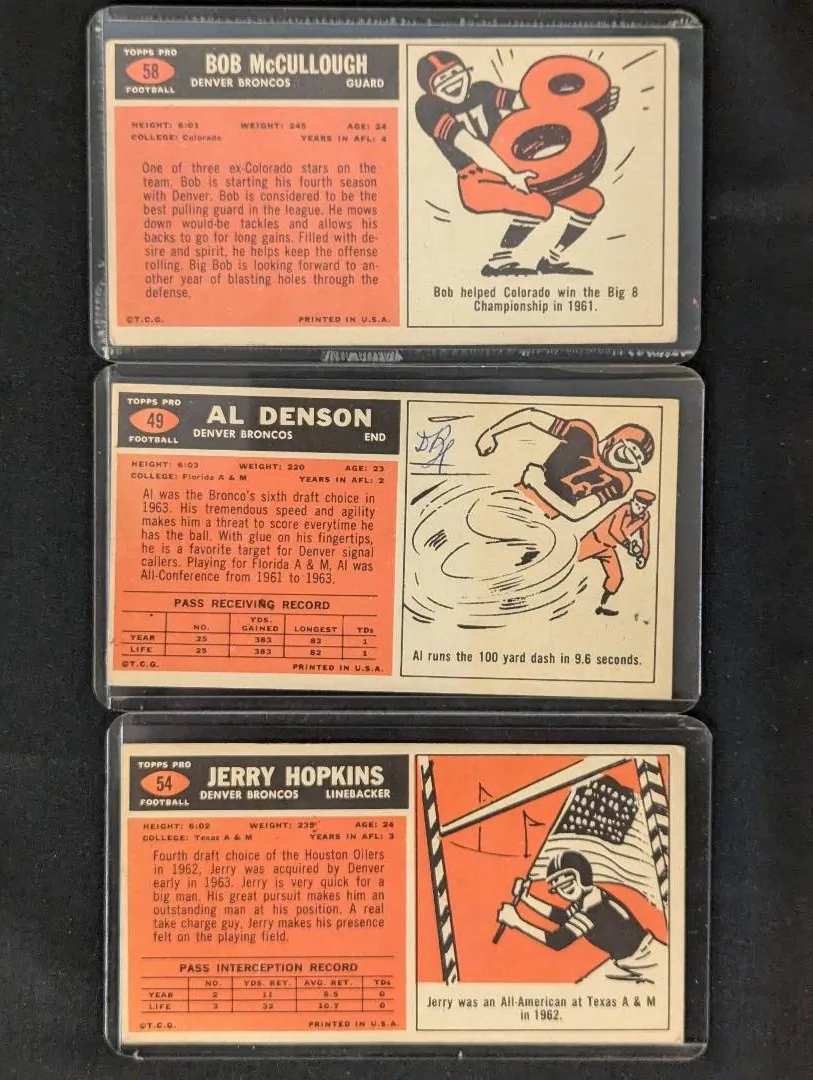 TOPPS PRO
58
FOOTBALL
BOB McCULLOUGH
DENVER BRONCOS GUARD
HEIGHT: 6:01 WEIGHT: 245 AGE: 24
COLLEGE: Colorado YEARS IN AFL: 4
One of three ex-Colorado stars on the
team, Bob is starting his fourth season
with Denver. Bob is considered to be the
best pulling guard in the league. He mows
down would-be tackles and allows his
backs to go for long gains. Filled with de-
sire and spirit, he helps keep the offense
rolling. Big Bob is looking forward to an-
other year of blasting holes through the
defense.
©T.C.G. PRINTED IN U.S.A.
77
8
Bob helped Colorado win the Big 8
Championship in 1961.
TOPPS PRO
49
FOOTBALL
AL DENSON
DENVER BRONCOS END
HEIGHT: 6:03 WEIGHT: 220 AGE: 23
COLLEGE: Florida A & M YEARS IN AFL: 2
Al was the Bronco's sixth draft choice in
1963. His tremendous speed and agility
makes him a threat to score everytime he
has the ball. With glue on his fingertips,
he is a favorite target for Denver signal
callers. Playing for Florida A & M, Al was
All-Conference from 1961 to 1963.
PASS RECEIVING RECORD
NO. YDS. GAINED LONGEST TDs
YEAR 25 383 82 1
LIFE 25 383 82 1
©T.C.G. PRINTED IN U.S.A.
Al runs the 100 yard dash in 9.6 seconds.
TOPPS PRO
54
FOOTBALL
JERRY HOPKINS
DENVER BRONCOS LINEBACKER
HEIGHT: 6:02 WEIGHT: 235 AGE: 24
COLLEGE: Texas A & M YEARS IN AFL: 3
Fourth draft choice of the Houston Oilers
in 1962, Jerry was acquired by Denver
early in 1963. Jerry is very quick for a
big man. His great pursuit makes him an
outstanding man at his position. A real
take charge guy, Jerry makes his presence
felt on the playing field.
PASS INTERCEPTION RECORD
NO. YDS. RET. AVG. RET. TDs
YEAR 2 11 5.5 0
LIFE 3 32 10.7 0
©T.C.G. PRINTED IN U.S.A.
Jerry was an All-American at Texas A & M
in 1962.